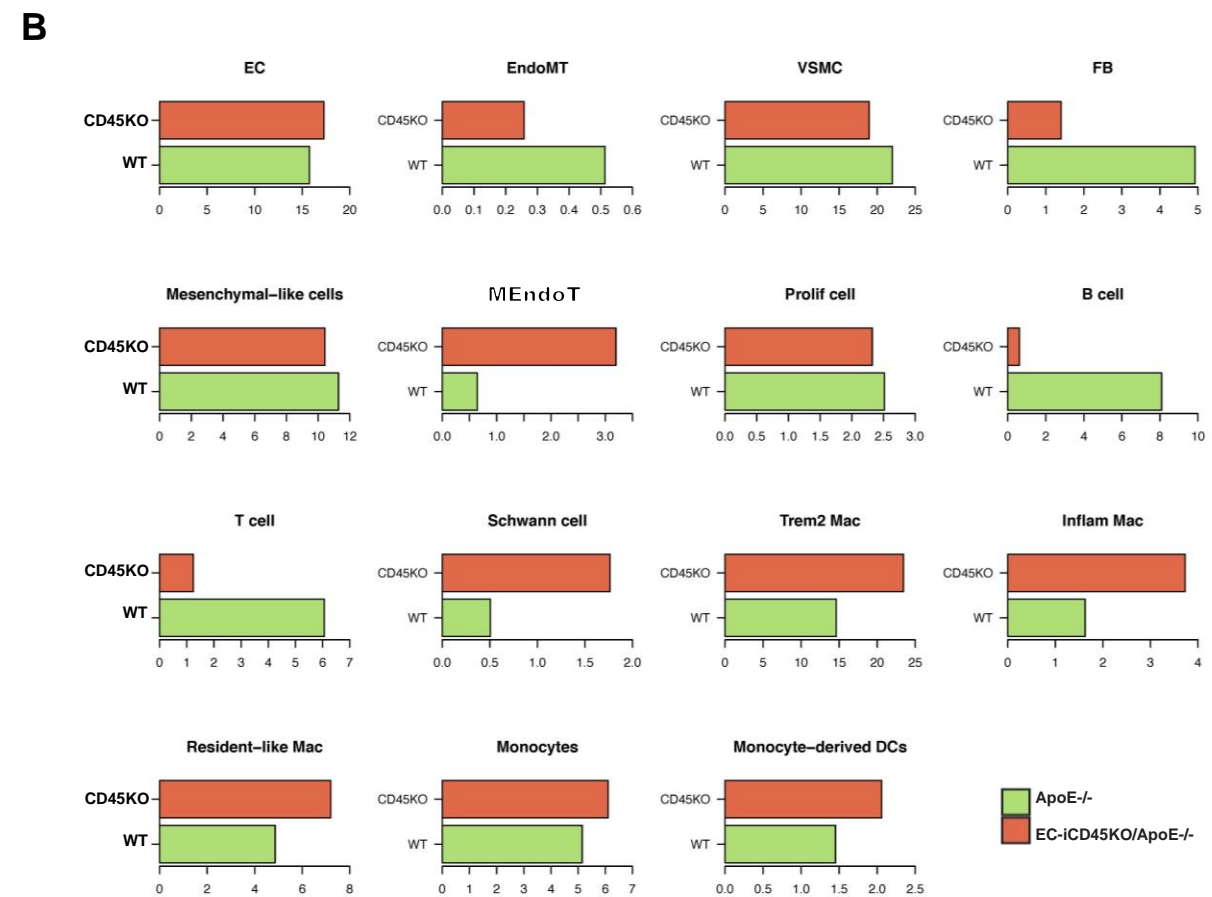 B
EC EndoMT VSMC FB
CD45KO CD45KO CD45KO CD45KO
WT WT WT WT
0 5 10 15 20 0.0 0.1 0.2 0.3 0.4 0.5 0.6 0 5 10 15 20 25 0 1 2 3 4 5
Mesenchymal–like cells MEndoT Prolif cell B cell
CD45KO CD45KO CD45KO CD45KO
WT WT WT WT
0 2 4 6 8 10 12 0.0 1.0 2.0 3.0 0.0 0.5 1.0 1.5 2.0 2.5 3.0 0 2 4 6 8 10
T cell Schwann cell Trem2 Mac Inflam Mac
CD45KO CD45KO CD45KO CD45KO
WT WT WT WT
0 1 2 3 4 5 6 7 0.0 0.5 1.0 1.5 2.0 0 5 10 15 20 25 0 1 2 3 4
Resident–like Mac Monocytes Monocyte–derived DCs
CD45KO CD45KO CD45KO ApoE-/-
WT WT WT EC-iCD45KO/ApoE-/-
0 2 4 6 8 0 1 2 3 4 5 6 7 0.0 0.5 1.0 1.5 2.0 2.5